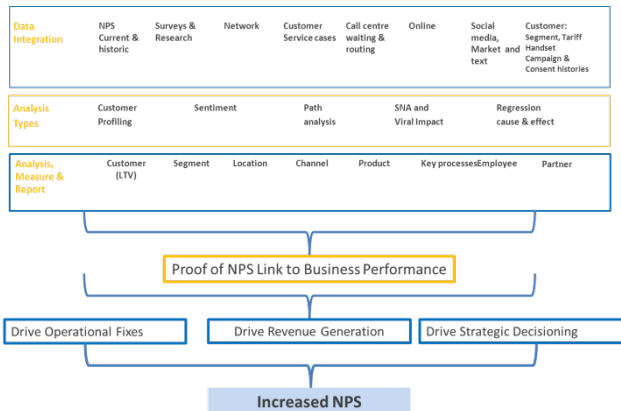 Data
Integration
NPS
Current &
historic
Surveys &
Research
Network
Customer
Service cases
Call centre
waiting &
routing
Online
Social
media,
Market and
text
Customer:
Segment, Tariff
Handset
Campaign &
Consent histories
Analysis
Types
Customer
Profiling
Sentiment
Path
analysis
SNA and
Viral Impact
Regression
cause & effect
Analysis,
Measure &
Report
Customer
(LTV)
Segment
Location
Channel
Product
Key processes
Employee
Partner
Proof of NPS Link to Business Performance
Drive Operational Fixes
Drive Revenue Generation
Drive Strategic Decisioning
Increased NPS